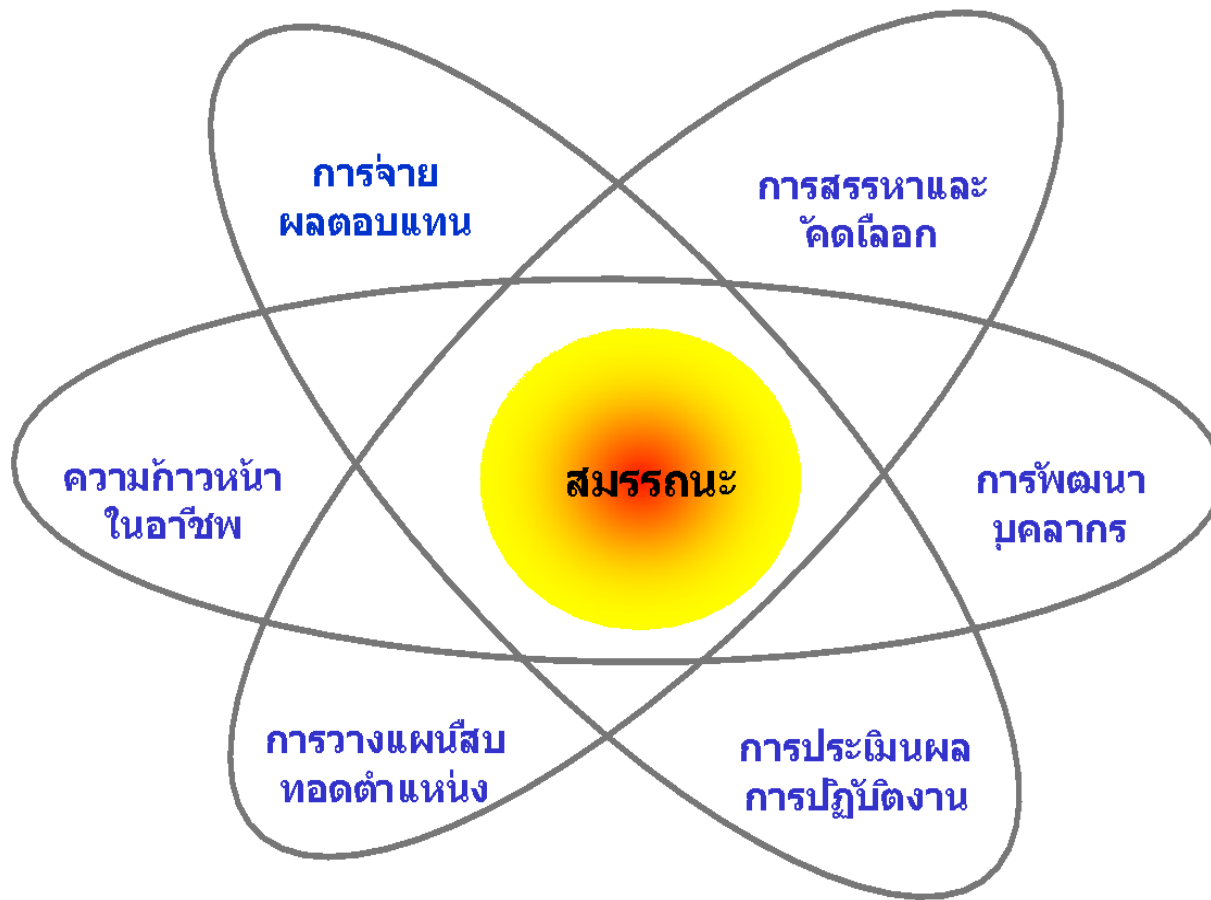 การจ่าย
ผลตอบแทน
การสรรหาและ
คัดเลือก
สมรรถนะ
ความก้าวหน้า
ในอาชีพ
การพัฒนา
บุคลากร
การวางแผนสืบ
ทอดตำแหน่ง
การประเมินผล
การปฏิบัติงาน